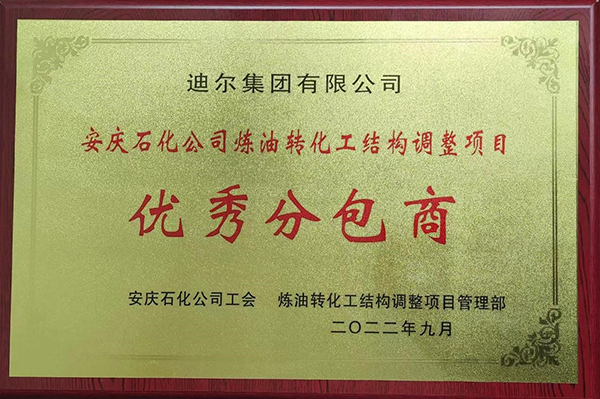 迪尔集团有限公司
安庆石化公司炼油转化工结构调整项目
优秀分包商
安庆石化公司工会 炼油转化工结构调整项目管理部
二〇二二年九月